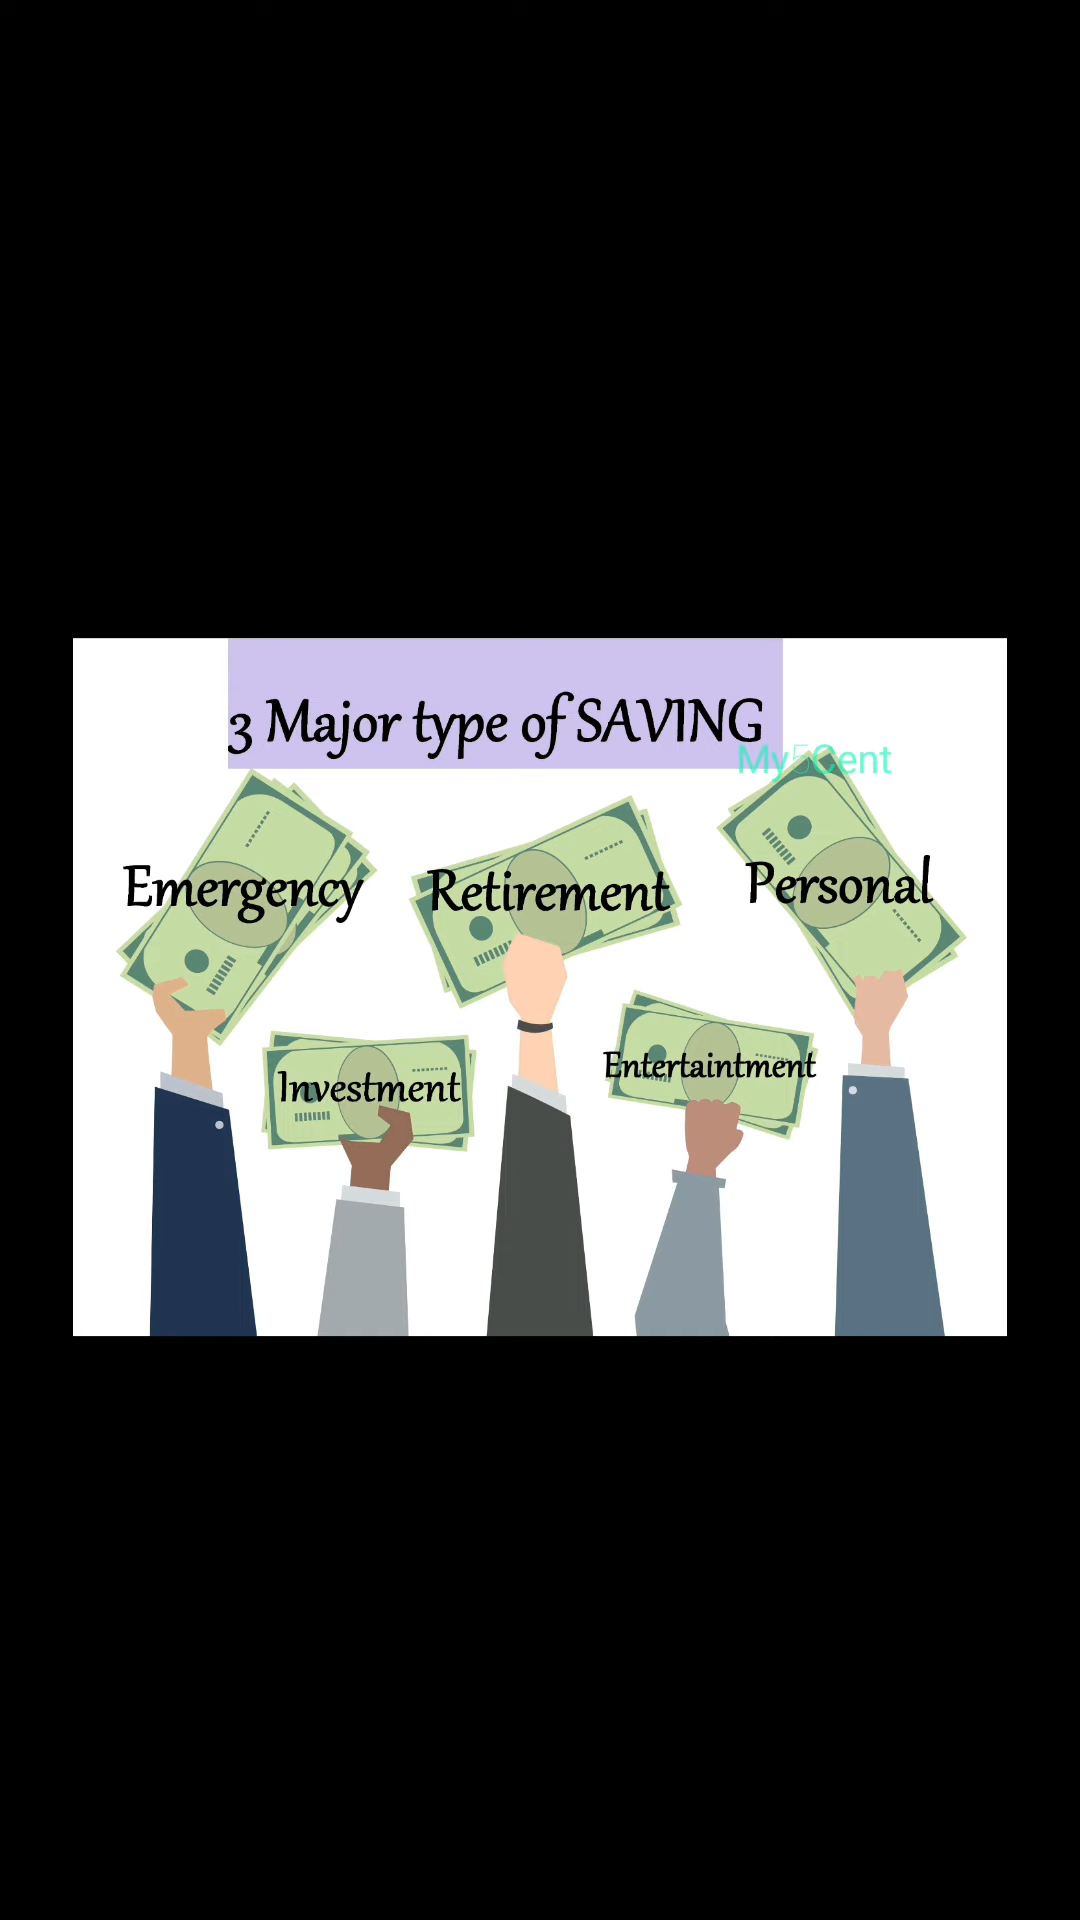 3 Major type of SAVING
My5Cent
Emergency
Retirement
Personal
Investment
Entertaintment